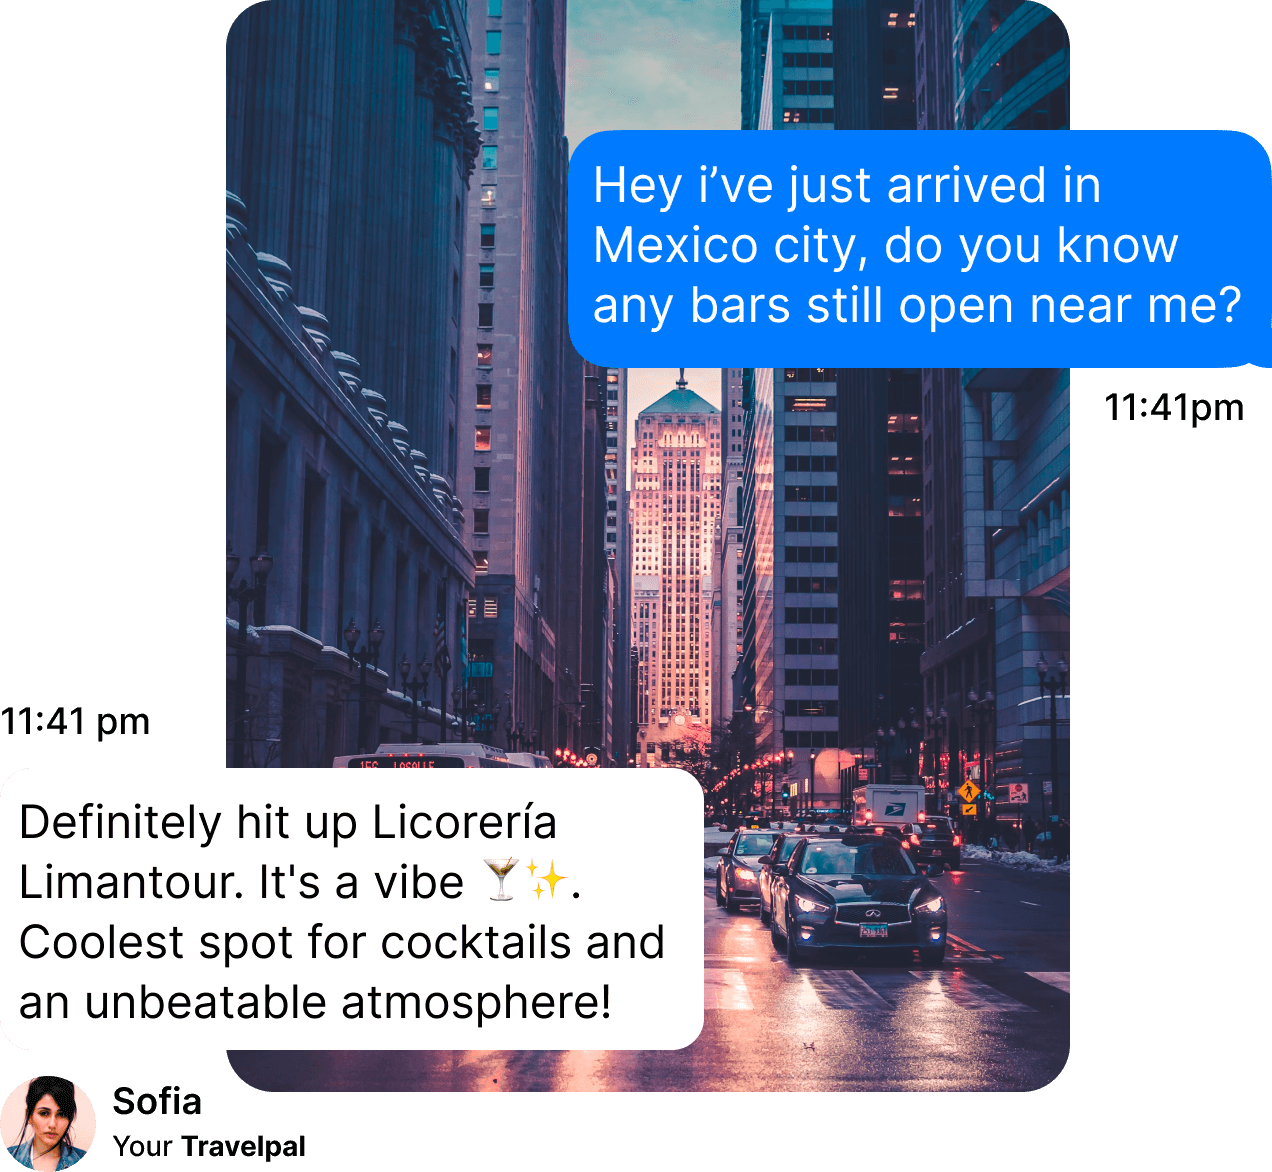 Hey i’ve just arrived in
Mexico city, do you know
any bars still open near me?
11:41pm
11:41 pm
156 LASALLE
Definitely hit up Licorería
Limantour. It's a vibe 🍸✨.
Coolest spot for cocktails and
an unbeatable atmosphere!
Sofia
Your Travelpal